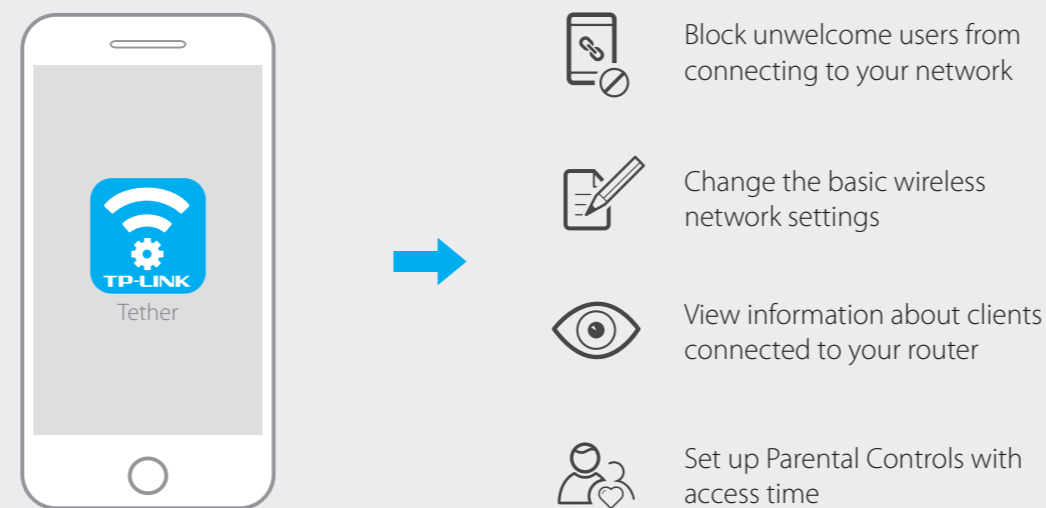 TP-LINK
Tether
Block unwelcome users from
connecting to your network
Change the basic wireless
network settings
View information about clients
connected to your router
Set up Parental Controls with
access time